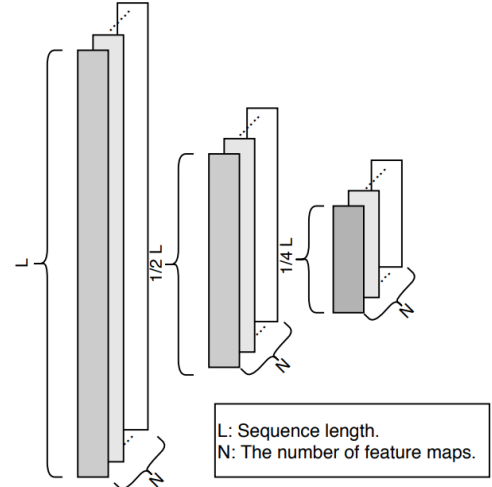 L
1/2 L
1/4 L
N
N
N
L: Sequence length.
N: The number of feature maps.